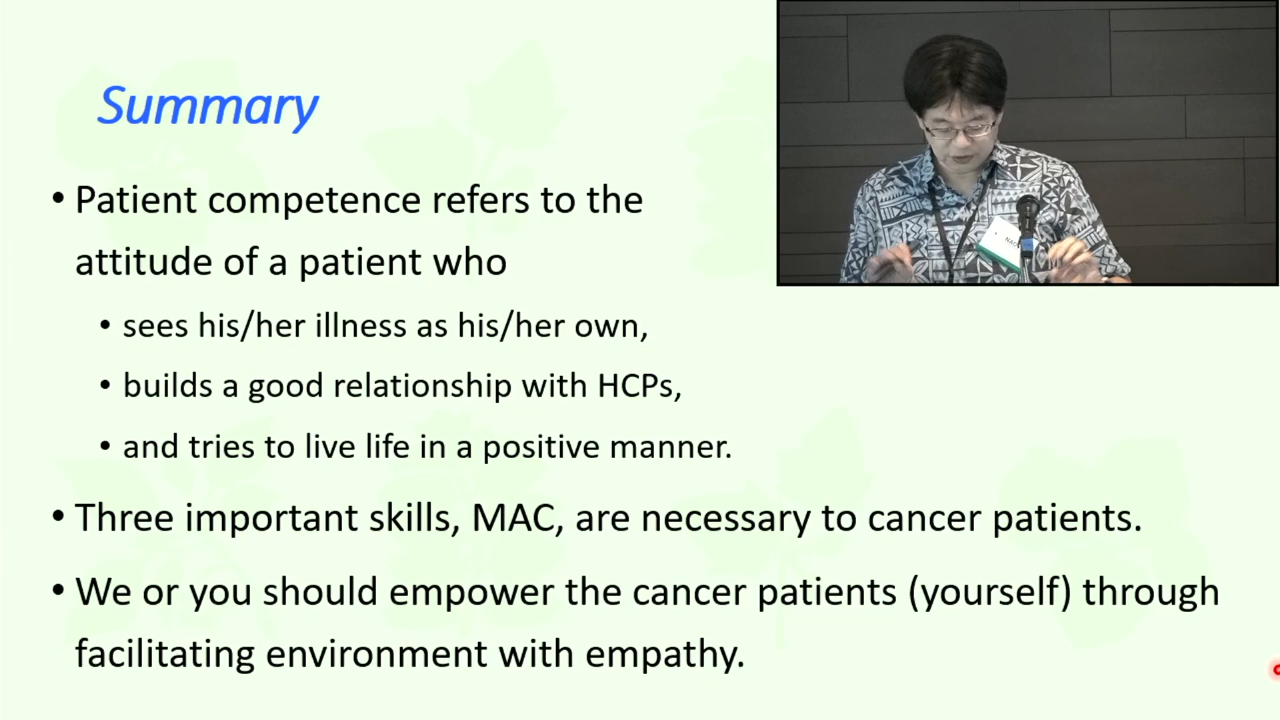 Summary
• Patient competence refers to the
attitude of a patient who
• sees his/her illness as his/her own,
• builds a good relationship with HCPs,
• and tries to live life in a positive manner.
• Three important skills, MAC, are necessary to cancer patients.
• We or you should empower the cancer patients (yourself) through
facilitating environment with empathy.